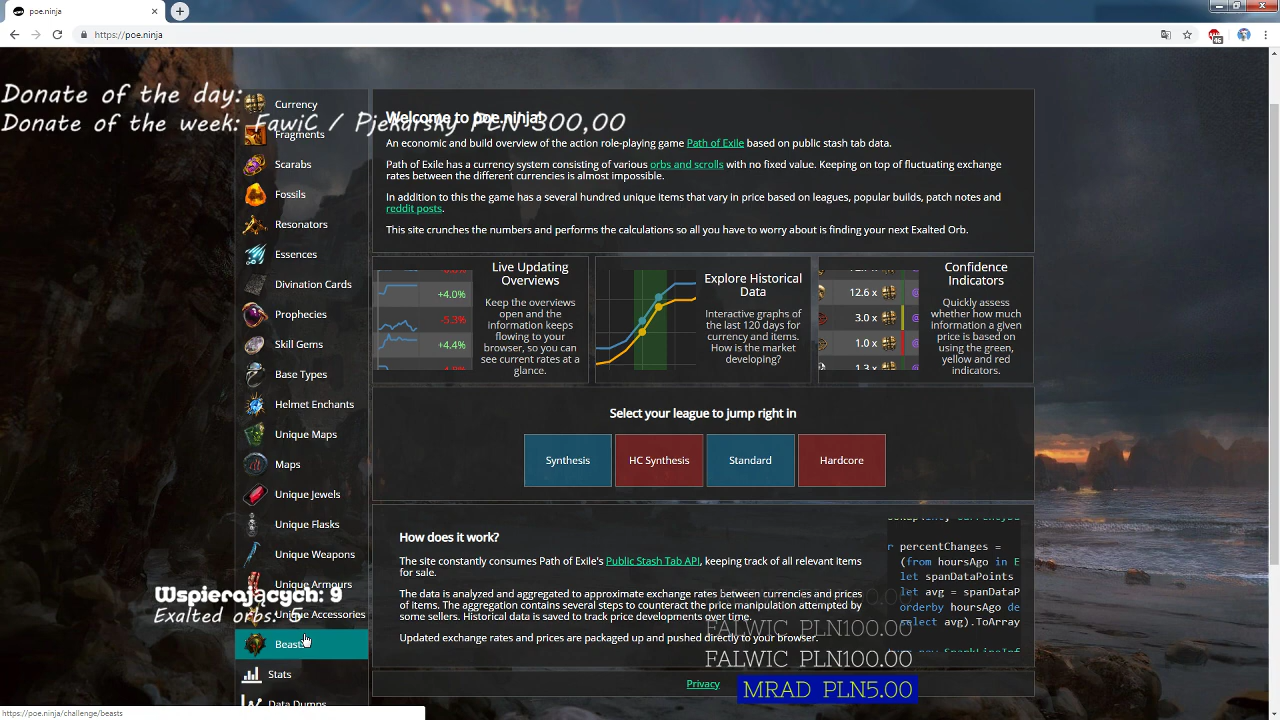 poe.ninja
https://poe.ninja
45
Donate of the day:
Donate of the week: FawiC / Pjekarsky PLN 300,00
Currency
Fragments
Scarabs
Fossils
Resonators
Essences
Divination Cards
Prophecies
Skill Gems
Base Types
Helmet Enchants
Unique Maps
Maps
Unique Jewels
Unique Flasks
Unique Weapons
Unique Armours
Unique Accessories
Beasts
Stats
Data Dumps
Wspierających: 9
Exalted orbs: 5
Welcome to poe.ninja!
An economic and build overview of the action role-playing game Path of Exile based on public stash tab data.
Path of Exile has a currency system consisting of various orbs and scrolls with no fixed value. Keeping on top of fluctuating exchange
rates between the different currencies is almost impossible.
In addition to this the game has a several hundred unique items that vary in price based on leagues, popular builds, patch notes and
reddit posts.
This site crunches the numbers and performs the calculations so all you have to worry about is finding your next Exalted Orb.
+4.0%
-5.3%
+4.4%
Live Updating
Overviews
Keep the overviews
open and the
information keeps
flowing to your
browser, so you can
see current rates at a
glance.
Explore Historical
Data
Interactive graphs of
the last 120 days for
currency and items.
How is the market
developing?
12.6 x
3.0 x
1.0 x
1.3 x
Confidence
Indicators
Quickly assess
whether how much
information a given
price is based on
using the green,
yellow and red
indicators.
Select your league to jump right in
Synthesis
HC Synthesis
Standard
Hardcore
How does it work?
The site constantly consumes Path of Exile's Public Stash Tab API, keeping track of all relevant items
for sale.
The data is analyzed and aggregated to approximate exchange rates between currencies and prices
of items. The aggregation contains several steps to counteract the price manipulation attempted by
some sellers. Historical data is saved to track price developments over time.
Updated exchange rates and prices are packaged up and pushed directly to your browser.
r percentChanges =
(from hoursAgo in E
let spanDataPoints
let avg = spanDataP
orderby hoursAgo de
select avg).ToArray
FALWIC PLN100.00
FALWIC PLN100.00
MRAD PLN5.00
Privacy
https://poe.ninja/challenge/beasts